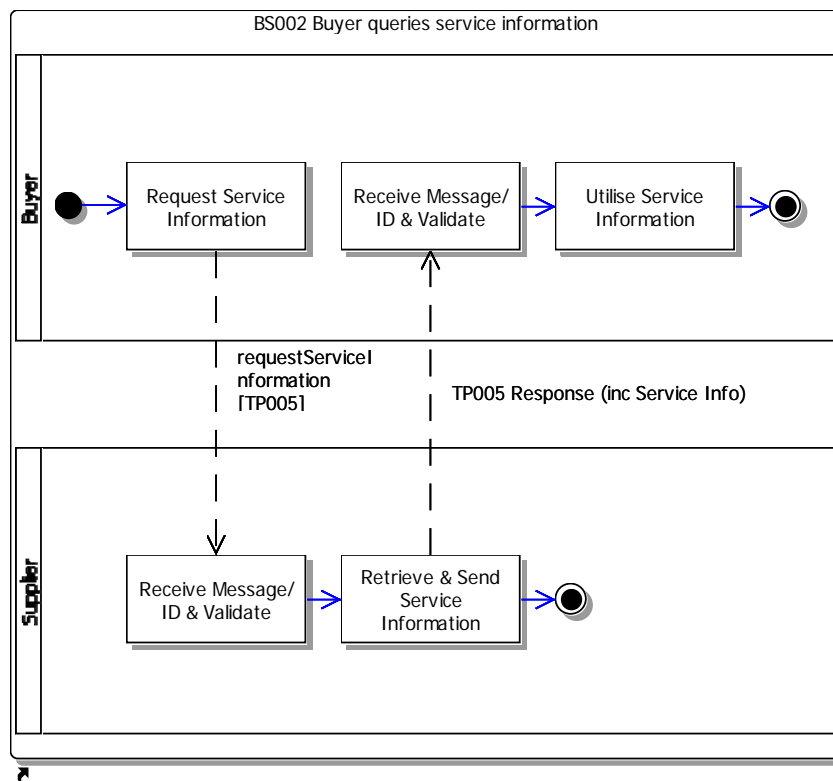 BS002 Buyer queries service information
Buyer
Request Service
Information
Receive Message/
ID & Validate
Utilise Service
Information
requestServiceI
nformation
[TP005]
TP005 Response (inc Service Info)
Supplier
Receive Message/
ID & Validate
Retrieve & Send
Service
Information